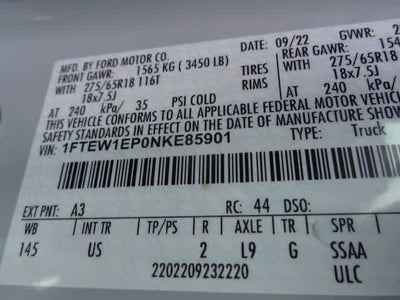 MFD. BY FORD MOTOR CO.
09/22 GVWR: 2
FRONT GAWR: 1565 KG ( 3450 LB) REAR GAWR: 154
WITH 275/65R18 116T TIRES WITH 275/65R18
18x7.5J RIMS 18x7.5J
AT 240 kPa/ 35 PSI COLD AT 240 kPa/
THIS VEHICLE CONFORMS TO ALL APPLICABLE FEDERAL MOTOR VEHICLE
SAFETY STANDARDS IN EFFECT ON THE DATE OF MANUFACTURE
VIN: 1FTEW1EP0NKE85901 TYPE: Truck
EXT PNT: A3 RC: 44 DSO:
WB TP/PS R AXLE TR SPR
145 US 2 L9 G SSAA
2202209232220 ULC